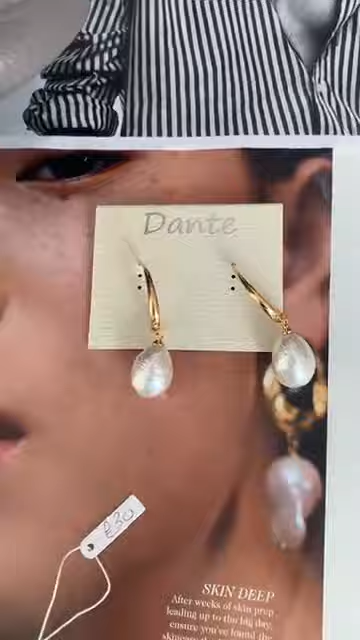 Dante
£30
SKIN DEEP
After weeks of skin prep
leading up to the big day,
ensure you've found the